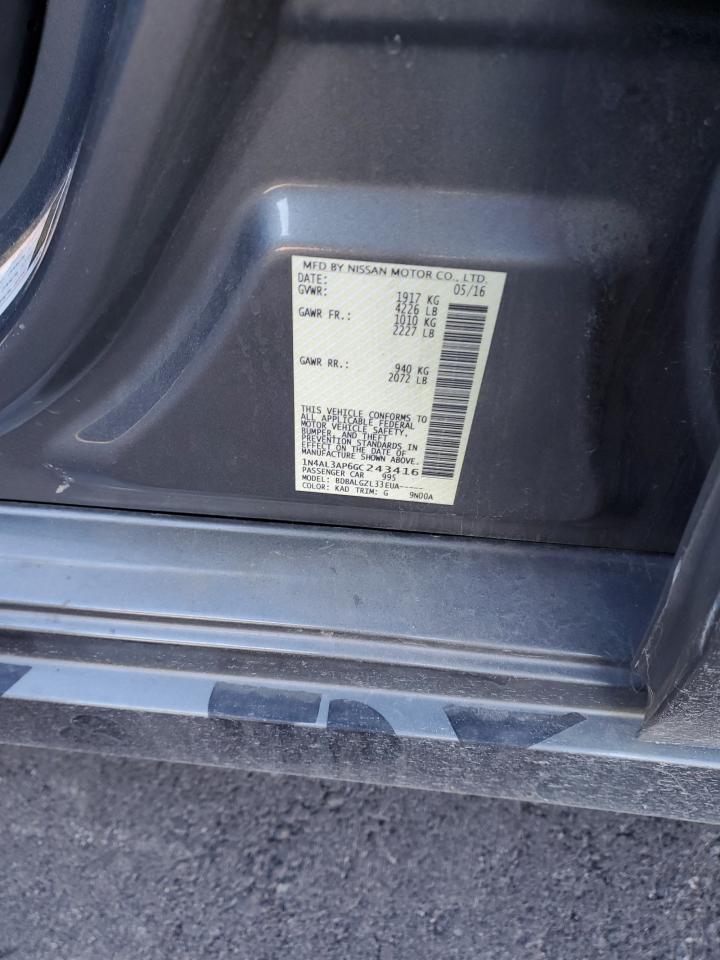 MFD BY NISSAN MOTOR CO., LTD.
DATE: 05/16
GVWR: 1917 KG
4226 LB
GAWR FR.: 1010 KG
2227 LB
GAWR RR.: 940 KG
2072 LB
THIS VEHICLE CONFORMS TO
ALL APPLICABLE FEDERAL
MOTOR VEHICLE SAFETY,
BUMPER, AND THEFT
PREVENTION STANDARDS IN
EFFECT ON THE DATE OF
MANUFACTURE SHOWN ABOVE.
1N4AL3AP6GC243416
PASSENGER CAR 995
MODEL: BDBALGZL33EUA-----
COLOR: KAD TRIM: G 9N00A